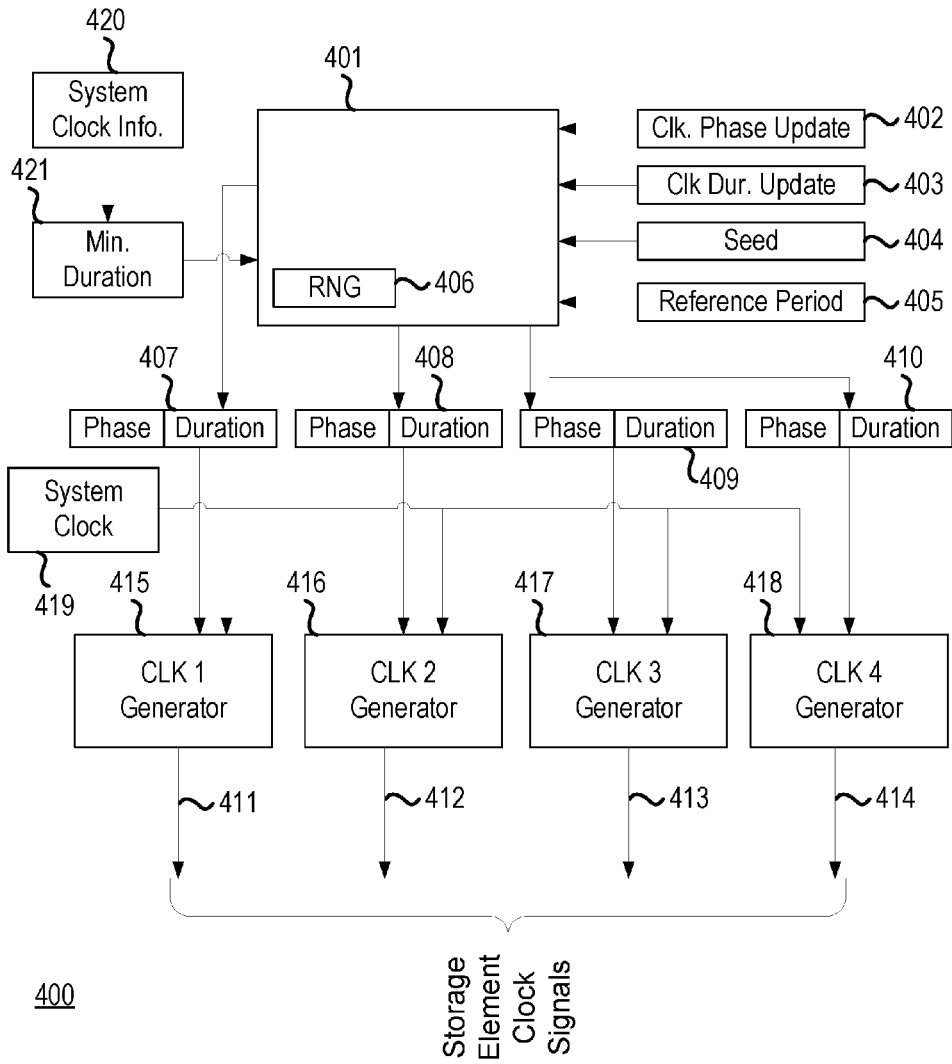 420
System
Clock Info.
401
Clk. Phase Update
402
421
Clk Dur. Update
403
Min.
Duration
Seed
404
RNG
406
Reference Period
405
407
408
410
Phase
Duration
Phase
Duration
Phase
Duration
Phase
Duration
409
System
Clock
419
415
416
417
418
CLK 1
Generator
CLK 2
Generator
CLK 3
Generator
CLK 4
Generator
411
412
413
414
Storage
Element
Clock
Signals
400